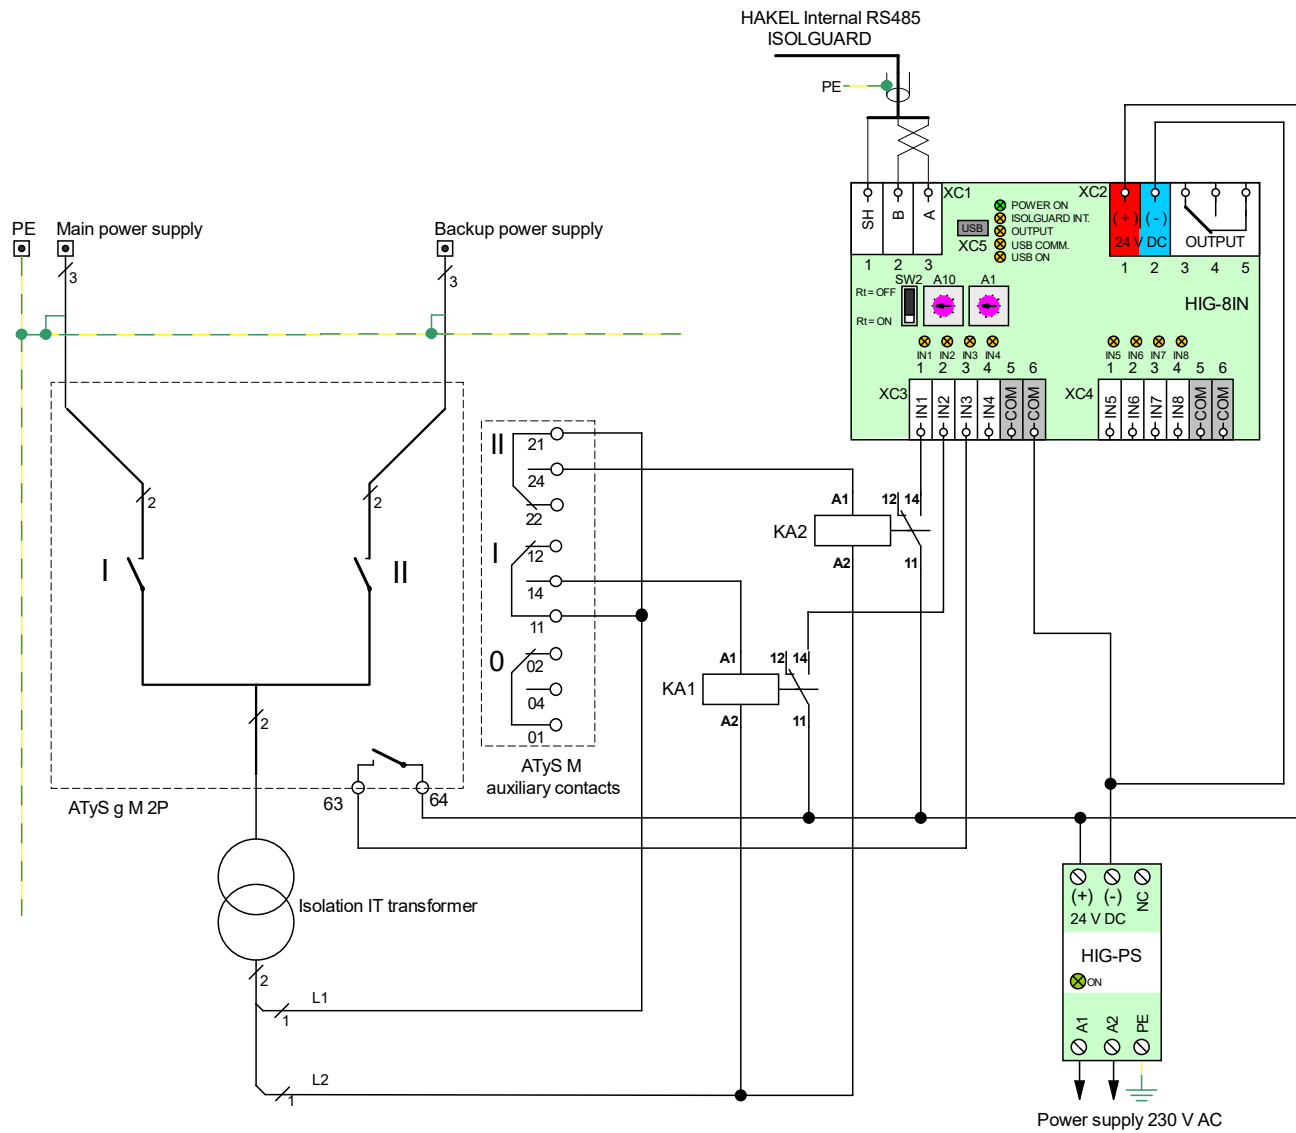 HAKEL Internal RS485
ISOLGUARD
PE
PE
Main power supply
Backup power supply
3
3
XC1
SH
B
A
1
2
3
USB
XC5
POWER ON
ISOLGUARD INT.
OUTPUT
USB COMM.
USB ON
XC2
(+)
(-)
24 V DC
OUTPUT
1
2
3
4
5
SW2
A10
A1
Rt = OFF
Rt = ON
HIG-8IN
IN1
IN2
IN3
IN4
1
2
3
4
5
6
XC3
IN1
IN2
IN3
IN4
COM
COM
IN5
IN6
IN7
IN8
1
2
3
4
5
6
XC4
IN5
IN6
IN7
IN8
COM
COM
2
2
I
II
2
II
21
24
22
I
12
14
11
0
02
04
01
ATyS M
auxiliary contacts
A1
KA2
A2
12
14
11
A1
KA1
A2
12
14
11
63
64
ATyS g M 2P
Isolation IT transformer
2
L1
1
L2
1
(+)
(-)
NC
24 V DC
HIG-PS
ON
A1
A2
PE
Power supply 230 V AC